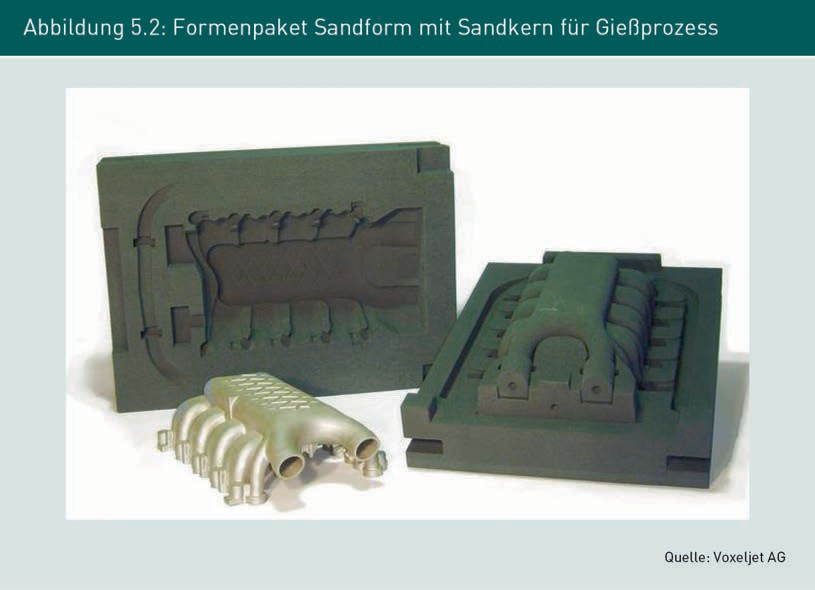 Abbildung 5.2: Formenpaket Sandform mit Sandkern für Gießprozess
Quelle: Voxeljet AG